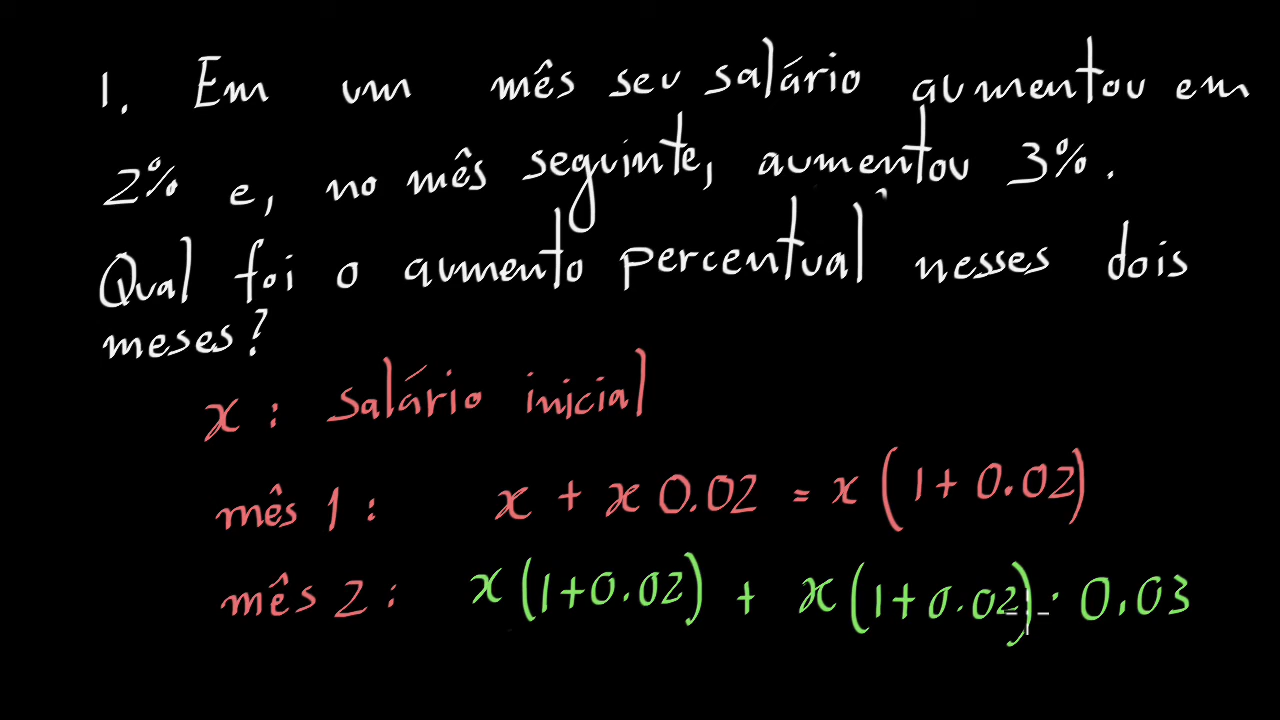 1. Em um mês seu salário aumentou em
2% e, no mês seguinte, aumentou 3%.
Qual foi o aumento percentual nesses dois
meses?
x : salário inicial
mês 1 : x + x 0.02 = x (1 + 0.02)
mês 2 : x (1+0.02) + x (1+0.02) · 0.03